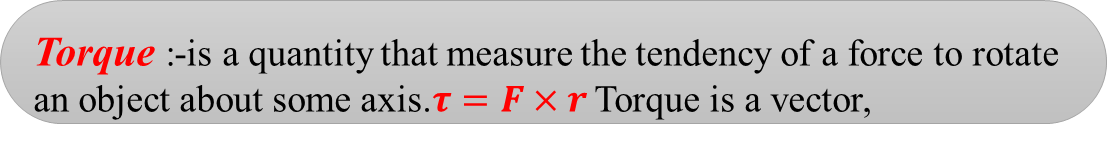 Torque :-is a quantity that measure the tendency of a force to rotate
an object about some axis.τ = F × r Torque is a vector,